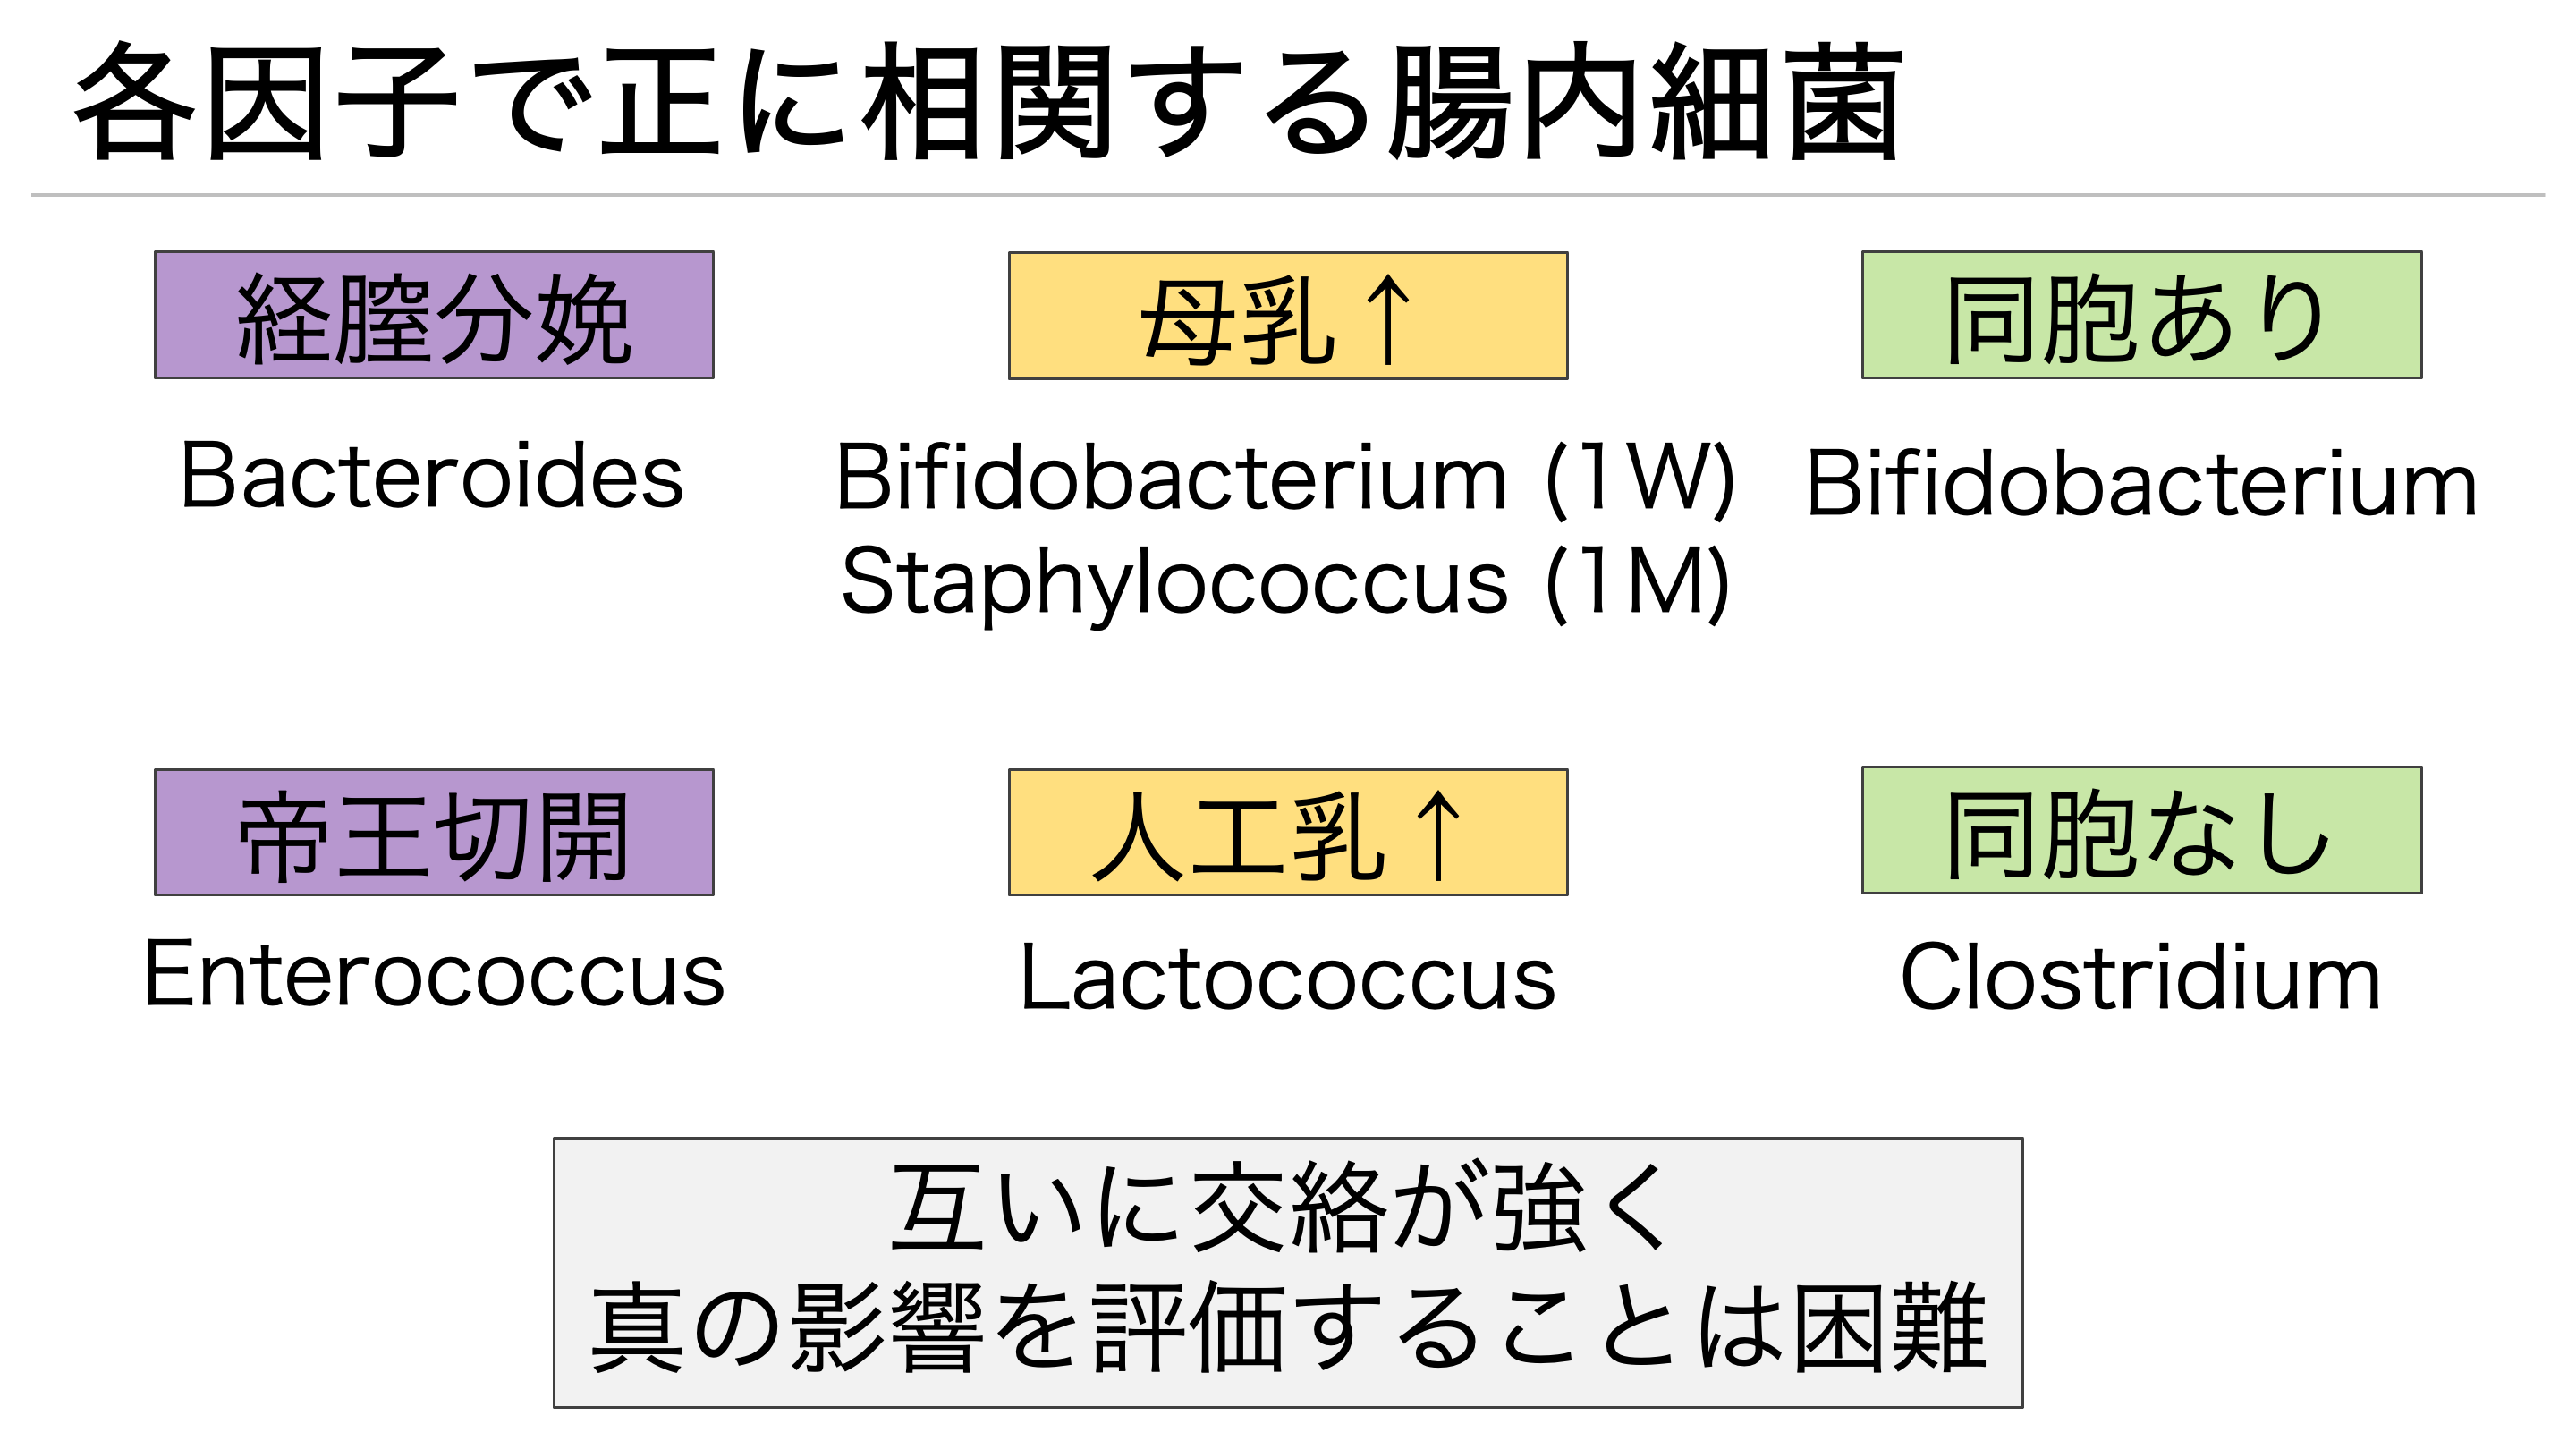 各因子で正に相関する腸内細菌
経腟分娩
Bacteroides
母乳↑
Bifidobacterium (1W)
Staphylococcus (1M)
同胞あり
Bifidobacterium
帝王切開
Enterococcus
人工乳↑
Lactococcus
同胞なし
Clostridium
互いに交絡が強く
真の影響を評価することは困難